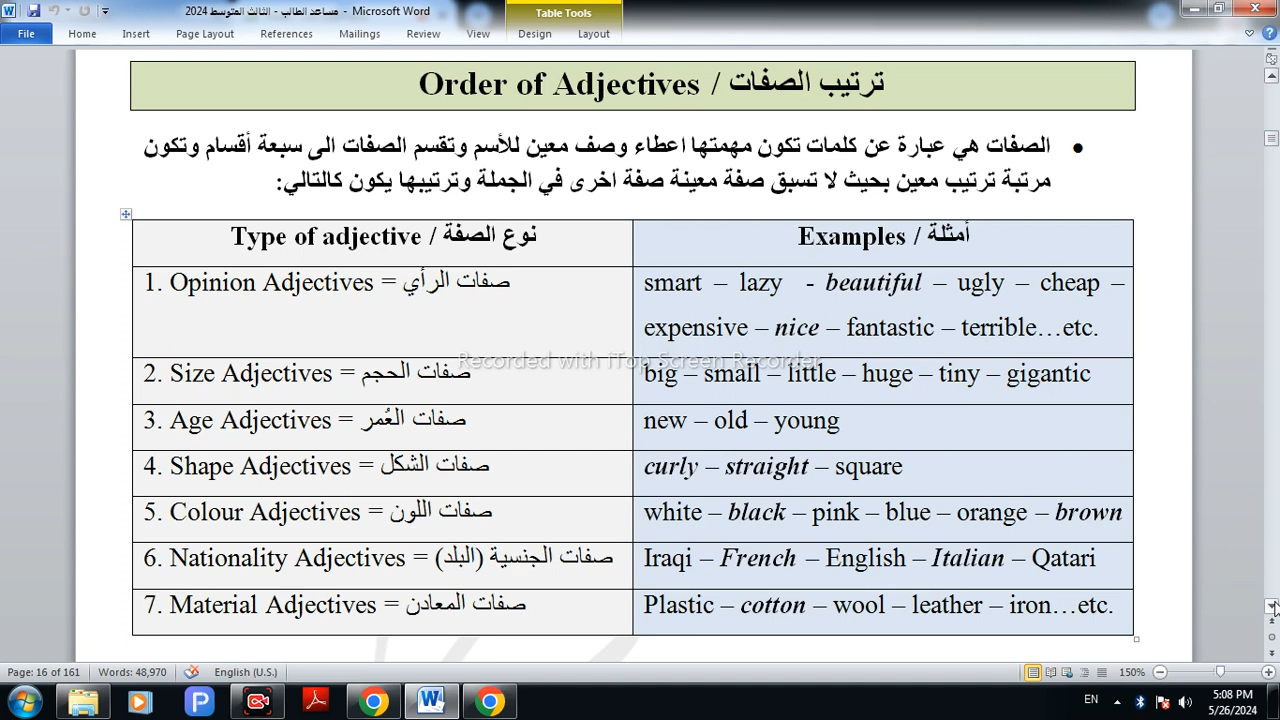 مساعد الطالب - الثالث المتوسط 2024 - Microsoft Word
Table Tools
File Home Insert Page Layout References Mailings Review View Design Layout
Order of Adjectives / ترتيب الصفات
• الصفات هي عبارة عن كلمات تكون مهمتها اعطاء وصف معين للأسم وتقسم الصفات الى سبعة أقسام وتكون
مرتبة ترتيب معين بحيث لا تسبق صفة معينة صفة اخرى في الجملة وترتيبها يكون كالتالي:
Type of adjective / نوع الصفة
Examples / أمثلة
1. Opinion Adjectives = صفات الرأي
smart – lazy - beautiful – ugly – cheap –
expensive – nice – fantastic – terrible…etc.
Recorded with iTop Screen Recorder
2. Size Adjectives = صفات الحجم
big – small – little – huge – tiny – gigantic
3. Age Adjectives = صفات العُمر
new – old – young
4. Shape Adjectives = صفات الشكل
curly – straight – square
5. Colour Adjectives = صفات اللون
white – black – pink – blue – orange – brown
6. Nationality Adjectives = صفات الجنسية (البلد)
Iraqi – French – English – Italian – Qatari
7. Material Adjectives = صفات المعادن
Plastic – cotton – wool – leather – iron…etc.
Page: 16 of 161 Words: 48,970 English (U.S.) 150%
EN 5:08 PM
5/26/2024